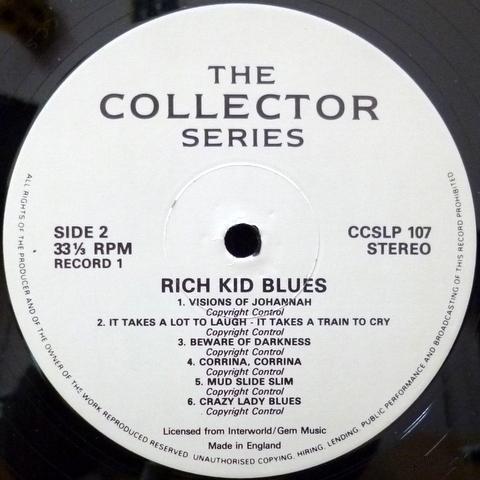 THE
COLLECTOR
SERIES
SIDE 2
33⅓ RPM
RECORD 1
CCSLP 107
STEREO
RICH KID BLUES
1. VISIONS OF JOHANNAH
Copyright Control
2. IT TAKES A LOT TO LAUGH - IT TAKES A TRAIN TO CRY
Copyright Control
3. BEWARE OF DARKNESS
Copyright Control
4. CORRINA, CORRINA
Copyright Control
5. MUD SLIDE SLIM
Copyright Control
6. CRAZY LADY BLUES
Copyright Control
Licensed from Interworld/Gem Music
Made in England
ALL RIGHTS OF THE PRODUCER AND OF THE OWNER OF THE WORK REPRODUCED RESERVED. UNAUTHORISED COPYING, HIRING, LENDING, PUBLIC PERFORMANCE AND BROADCASTING OF THIS RECORD PROHIBITED